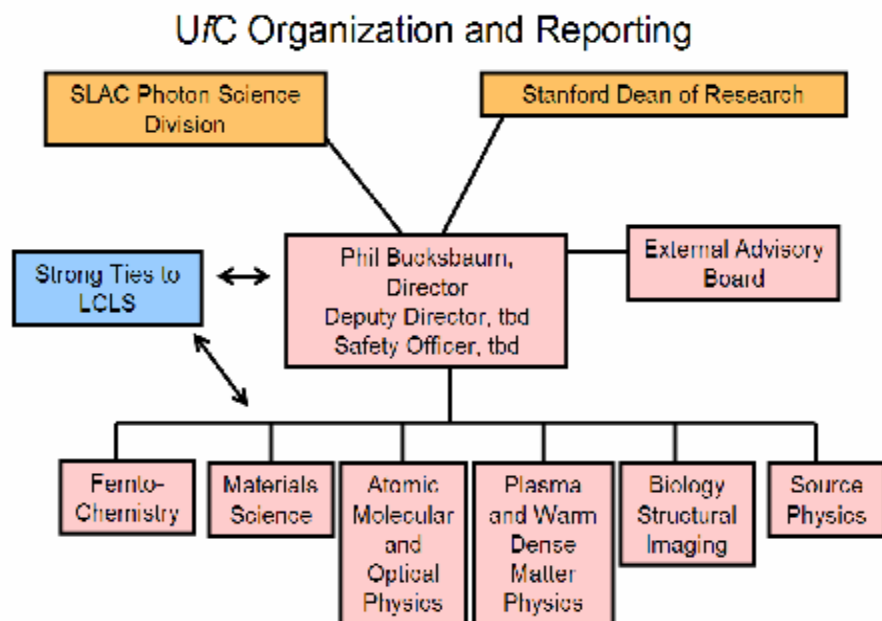 UfC Organization and Reporting
SLAC Photon Science
Division
Stanford Dean of Research
Phil Bucksbaum,
Director
Deputy Director, tbd
Safety Officer, tbd
External Advisory
Board
Strong Ties to
LCLS
Femto-
Chemistry
Materials
Science
Atomic
Molecular
and
Optical
Physics
Plasma
and Warm
Dense
Matter
Physics
Biology
Structural
Imaging
Source
Physics